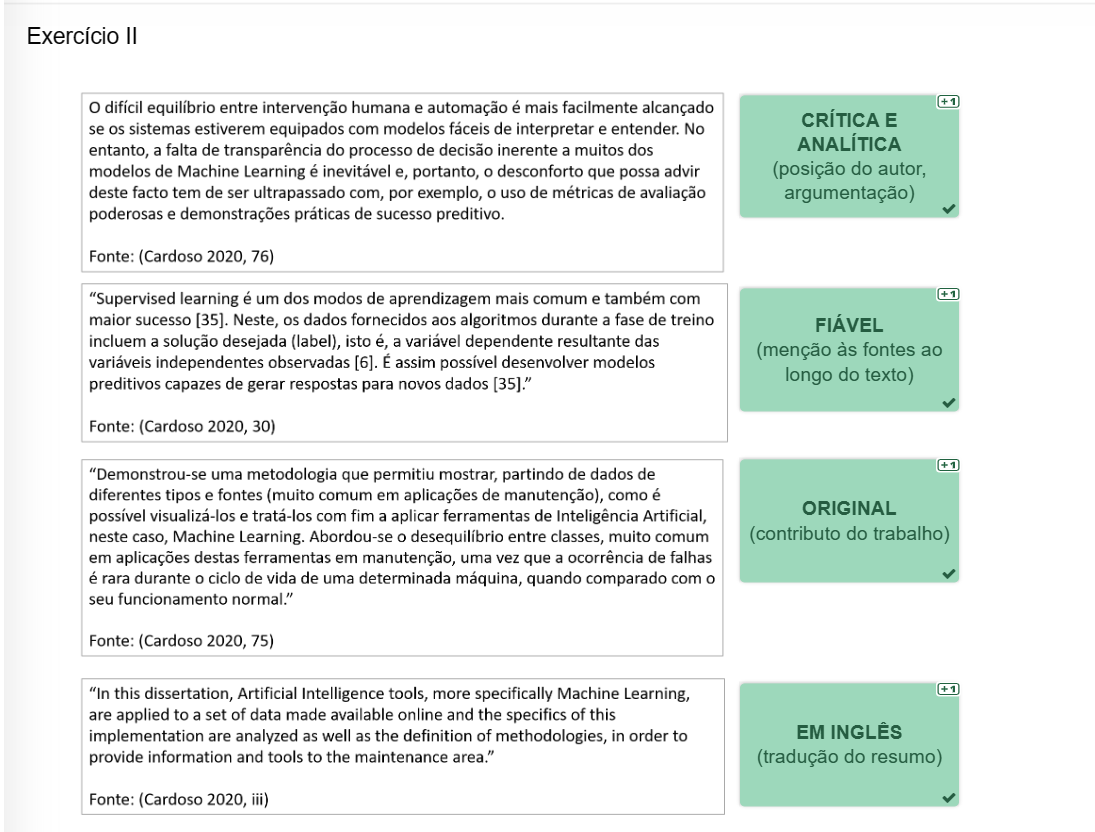 Exercício II
O difícil equilíbrio entre intervenção humana e automação é mais facilmente alcançado
se os sistemas estiverem equipados com modelos fáceis de interpretar e entender. No
entanto, a falta de transparência do processo de decisão inerente a muitos dos
modelos de Machine Learning é inevitável e, portanto, o desconforto que possa advir
deste facto tem de ser ultrapassado com, por exemplo, o uso de métricas de avaliação
poderosas e demonstrações práticas de sucesso preditivo.
Fonte: (Cardoso 2020, 76)
+1
CRÍTICA E
ANALÍTICA
(posição do autor,
argumentação)
“Supervised learning é um dos modos de aprendizagem mais comum e também com
maior sucesso [35]. Neste, os dados fornecidos aos algoritmos durante a fase de treino
incluem a solução desejada (label), isto é, a variável dependente resultante das
variáveis independentes observadas [6]. É assim possível desenvolver modelos
preditivos capazes de gerar respostas para novos dados [35].”
Fonte: (Cardoso 2020, 30)
+1
FIÁVEL
(menção às fontes ao
longo do texto)
“Demonstrou-se uma metodologia que permitiu mostrar, partindo de dados de
diferentes tipos e fontes (muito comum em aplicações de manutenção), como é
possível visualizá-los e tratá-los com fim a aplicar ferramentas de Inteligência Artificial,
neste caso, Machine Learning. Abordou-se o desequilíbrio entre classes, muito comum
em aplicações destas ferramentas em manutenção, uma vez que a ocorrência de falhas
é rara durante o ciclo de vida de uma determinada máquina, quando comparado com o
seu funcionamento normal.”
Fonte: (Cardoso 2020, 75)
+1
ORIGINAL
(contributo do trabalho)
“In this dissertation, Artificial Intelligence tools, more specifically Machine Learning,
are applied to a set of data made available online and the specifics of this
implementation are analyzed as well as the definition of methodologies, in order to
provide information and tools to the maintenance area.”
Fonte: (Cardoso 2020, iii)
+1
EM INGLÊS
(tradução do resumo)